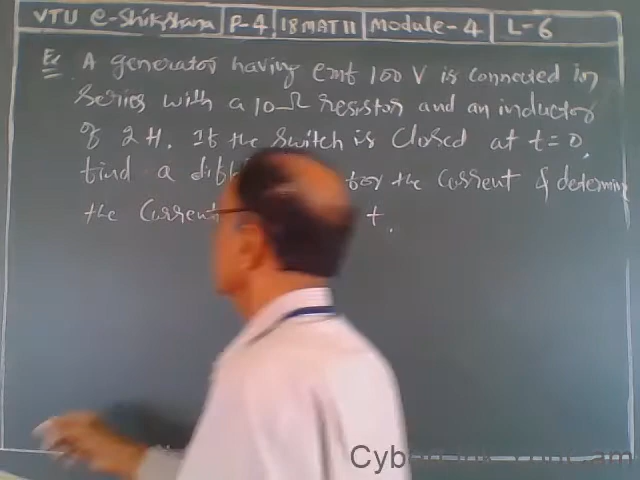 VTU e-Shikshana P-4 18MAT11 Module-4 L-6
Ex A generator having emf 100 V is connected in
series with a 10-Ω resistor and an inductor
of 2 H. If the switch is closed at t=0,
find a for the current & determine
the current t.